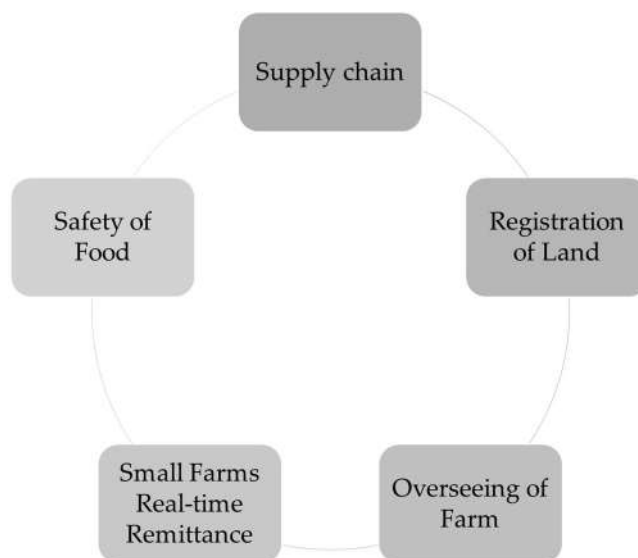 Supply chain
Registration
of Land
Overseeing of
Farm
Small Farms
Real-time
Remittance
Safety of
Food